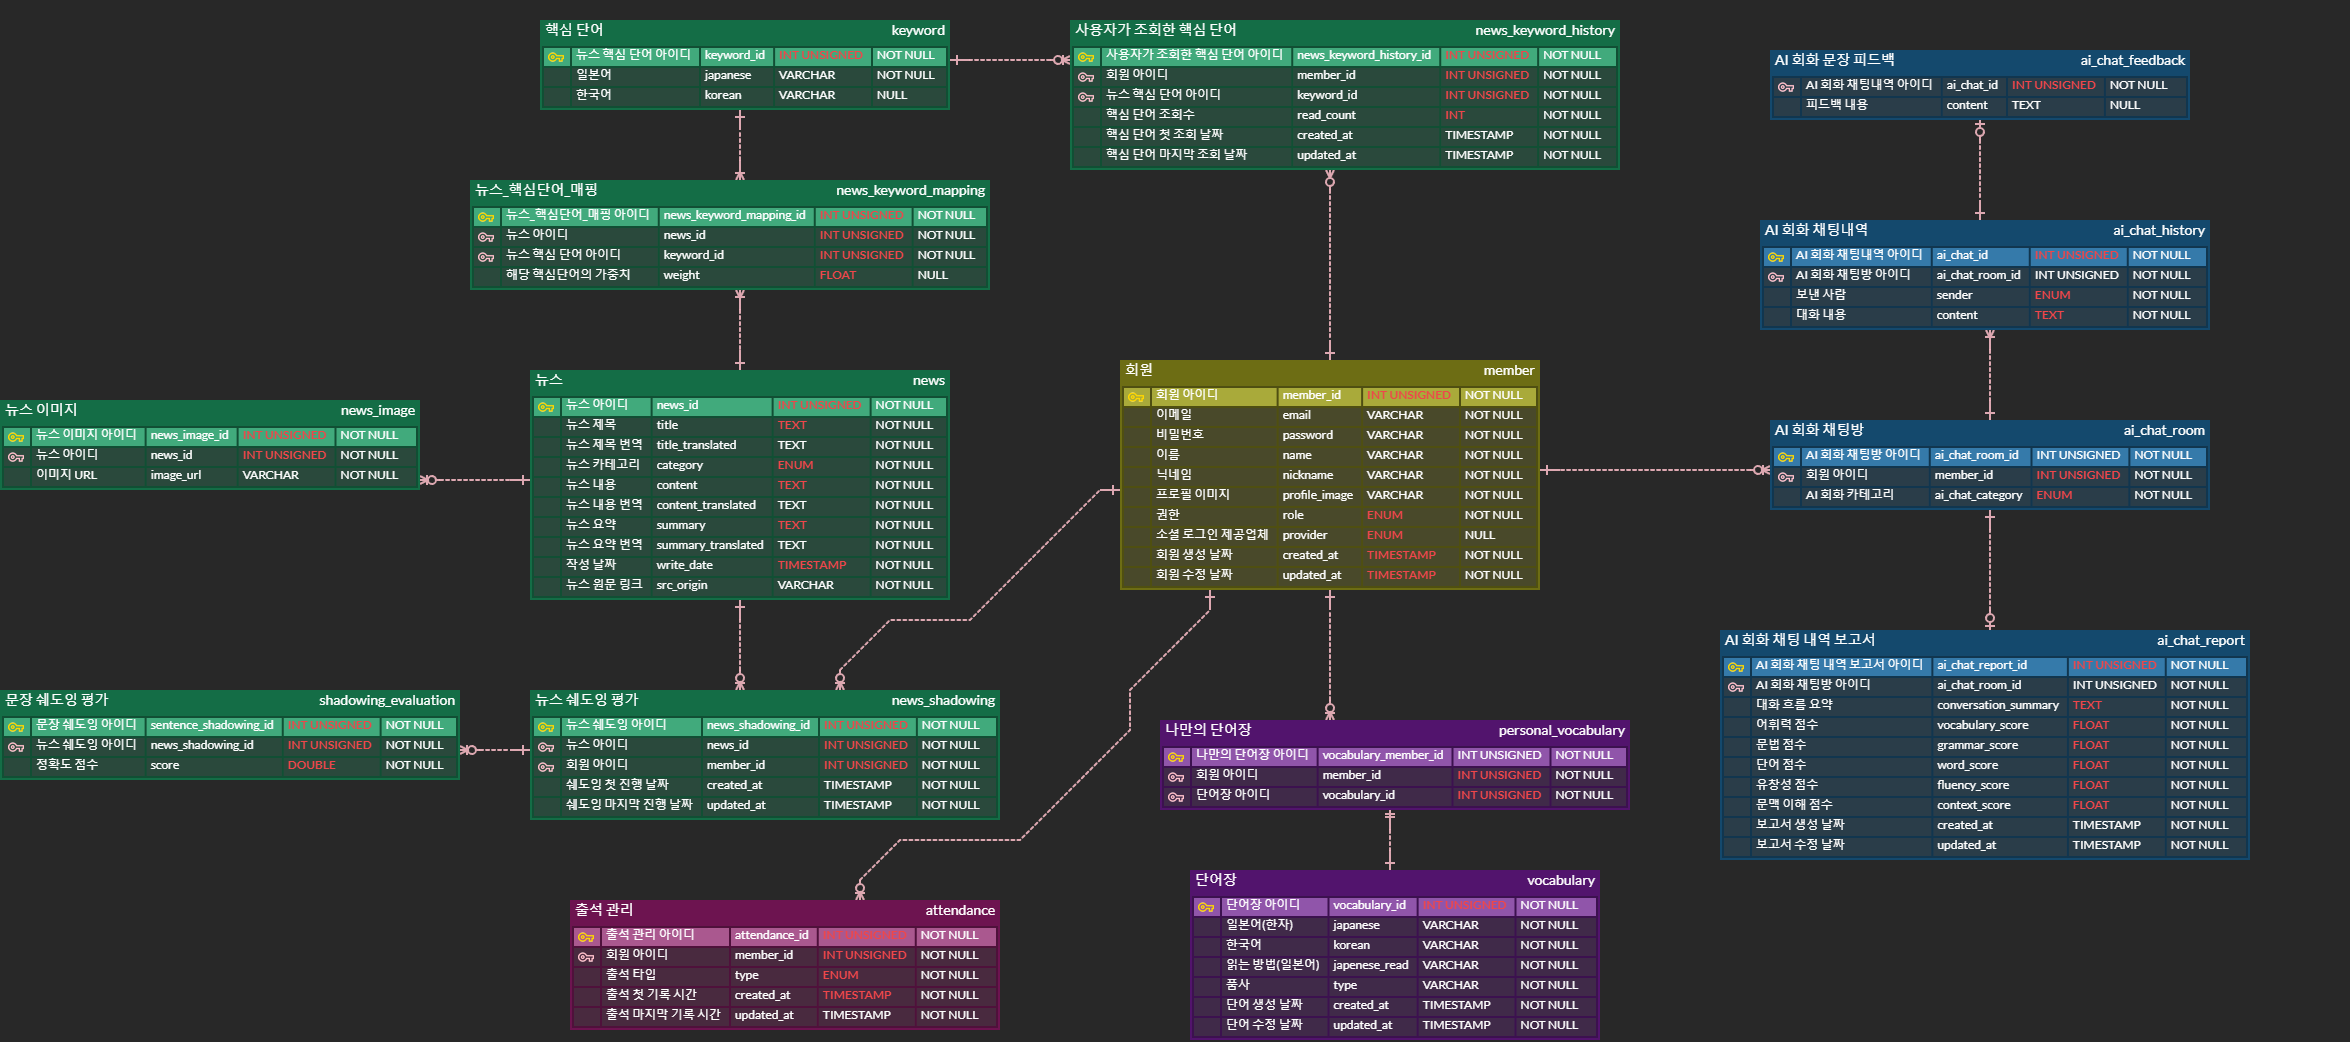 핵심 단어 keyword
뉴스 핵심 단어 아이디 keyword_id INT UNSIGNED NOT NULL
일본어 japanese VARCHAR NOT NULL
한국어 korean VARCHAR NULL
사용자가 조회한 핵심 단어 news_keyword_history
사용자가 조회한 핵심 단어 아이디 news_keyword_history_id INT UNSIGNED NOT NULL
회원 아이디 member_id INT UNSIGNED NOT NULL
뉴스 핵심 단어 아이디 keyword_id INT UNSIGNED NOT NULL
핵심 단어 조회수 read_count INT NOT NULL
핵심 단어 첫 조회 날짜 created_at TIMESTAMP NOT NULL
핵심 단어 마지막 조회 날짜 updated_at TIMESTAMP NOT NULL
AI 회화 문장 피드백 ai_chat_feedback
AI 회화 채팅내역 아이디 ai_chat_id INT UNSIGNED NOT NULL
피드백 내용 content TEXT NULL
뉴스_핵심단어_매핑 news_keyword_mapping
뉴스_핵심단어_매핑 아이디 news_keyword_mapping_id INT UNSIGNED NOT NULL
뉴스 아이디 news_id INT UNSIGNED NOT NULL
뉴스 핵심 단어 아이디 keyword_id INT UNSIGNED NOT NULL
해당 핵심단어의 가중치 weight FLOAT NULL
AI 회화 채팅내역 ai_chat_history
AI 회화 채팅내역 아이디 ai_chat_id INT UNSIGNED NOT NULL
AI 회화 채팅방 아이디 ai_chat_room_id INT UNSIGNED NOT NULL
보낸 사람 sender ENUM NOT NULL
대화 내용 content TEXT NOT NULL
뉴스 이미지 news_image
뉴스 이미지 아이디 news_image_id INT UNSIGNED NOT NULL
뉴스 아이디 news_id INT UNSIGNED NOT NULL
이미지 URL image_url VARCHAR NOT NULL
뉴스 news
뉴스 아이디 news_id INT UNSIGNED NOT NULL
뉴스 제목 title TEXT NOT NULL
뉴스 제목 번역 title_translated TEXT NOT NULL
뉴스 카테고리 category ENUM NOT NULL
뉴스 내용 content TEXT NOT NULL
뉴스 내용 번역 content_translated TEXT NOT NULL
뉴스 요약 summary TEXT NOT NULL
뉴스 요약 번역 summary_translated TEXT NOT NULL
작성 날짜 write_date TIMESTAMP NOT NULL
뉴스 원문 링크 src_origin VARCHAR NOT NULL
회원 member
회원 아이디 member_id INT UNSIGNED NOT NULL
이메일 email VARCHAR NOT NULL
비밀번호 password VARCHAR NOT NULL
이름 name VARCHAR NOT NULL
닉네임 nickname VARCHAR NOT NULL
프로필 이미지 profile_image VARCHAR NOT NULL
권한 role ENUM NOT NULL
소셜 로그인 제공업체 provider ENUM NULL
회원 생성 날짜 created_at TIMESTAMP NOT NULL
회원 수정 날짜 updated_at TIMESTAMP NOT NULL
AI 회화 채팅방 ai_chat_room
AI 회화 채팅방 아이디 ai_chat_room_id INT UNSIGNED NOT NULL
회원 아이디 member_id INT UNSIGNED NOT NULL
AI 회화 카테고리 ai_chat_category ENUM NOT NULL
문장 쉐도잉 평가 shadowing_evaluation
문장 쉐도잉 아이디 sentence_shadowing_id INT UNSIGNED NOT NULL
뉴스 쉐도잉 아이디 news_shadowing_id INT UNSIGNED NOT NULL
정확도 점수 score DOUBLE NOT NULL
뉴스 쉐도잉 평가 news_shadowing
뉴스 쉐도잉 아이디 news_shadowing_id INT UNSIGNED NOT NULL
뉴스 아이디 news_id INT UNSIGNED NOT NULL
회원 아이디 member_id INT UNSIGNED NOT NULL
쉐도잉 첫 진행 날짜 created_at TIMESTAMP NOT NULL
쉐도잉 마지막 진행 날짜 updated_at TIMESTAMP NOT NULL
나만의 단어장 personal_vocabulary
나만의 단어장 아이디 vocabulary_member_id INT UNSIGNED NOT NULL
회원 아이디 member_id INT UNSIGNED NOT NULL
단어장 아이디 vocabulary_id INT UNSIGNED NOT NULL
AI 회화 채팅 내역 보고서 ai_chat_report
AI 회화 채팅 내역 보고서 아이디 ai_chat_report_id INT UNSIGNED NOT NULL
AI 회화 채팅방 아이디 ai_chat_room_id INT UNSIGNED NOT NULL
대화 흐름 요약 conversation_summary TEXT NOT NULL
어휘력 점수 vocabulary_score FLOAT NOT NULL
문법 점수 grammar_score FLOAT NOT NULL
단어 점수 word_score FLOAT NOT NULL
유창성 점수 fluency_score FLOAT NOT NULL
문맥 이해 점수 context_score FLOAT NOT NULL
보고서 생성 날짜 created_at TIMESTAMP NOT NULL
보고서 수정 날짜 updated_at TIMESTAMP NOT NULL
출석 관리 attendance
출석 관리 아이디 attendance_id INT UNSIGNED NOT NULL
회원 아이디 member_id INT UNSIGNED NOT NULL
출석 타입 type ENUM NOT NULL
출석 첫 기록 시간 created_at TIMESTAMP NOT NULL
출석 마지막 기록 시간 updated_at TIMESTAMP NOT NULL
단어장 vocabulary
단어장 아이디 vocabulary_id INT UNSIGNED NOT NULL
일본어(한자) japanese VARCHAR NOT NULL
한국어 korean VARCHAR NOT NULL
읽는 방법(일본어) japenese_read VARCHAR NOT NULL
품사 type VARCHAR NOT NULL
단어 생성 날짜 created_at TIMESTAMP NOT NULL
단어 수정 날짜 updated_at TIMESTAMP NOT NULL